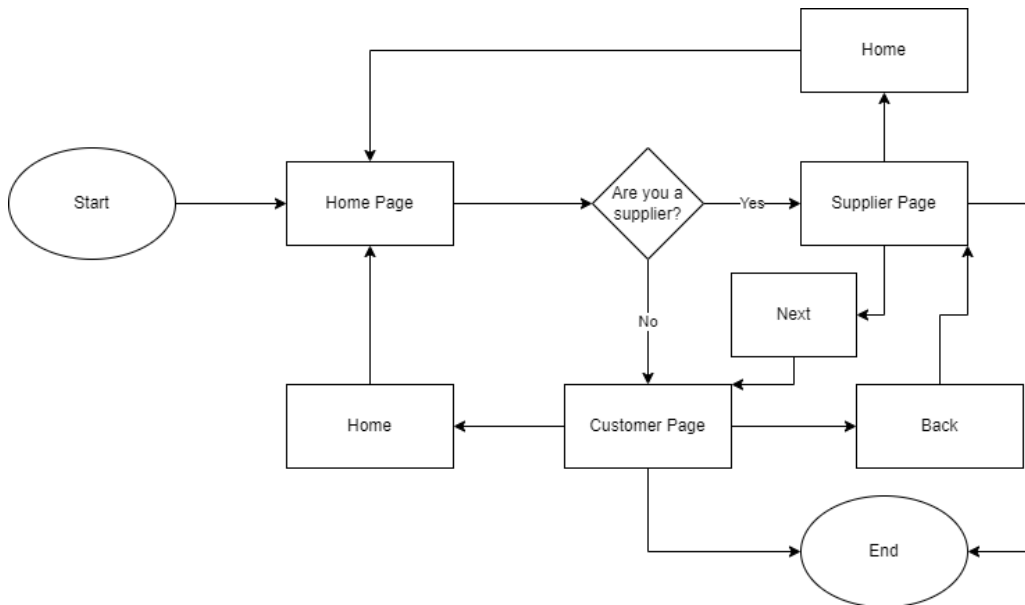 Home
Start
Home Page
Are you a
supplier?
Yes
Supplier Page
Next
No
Home
Customer Page
Back
End